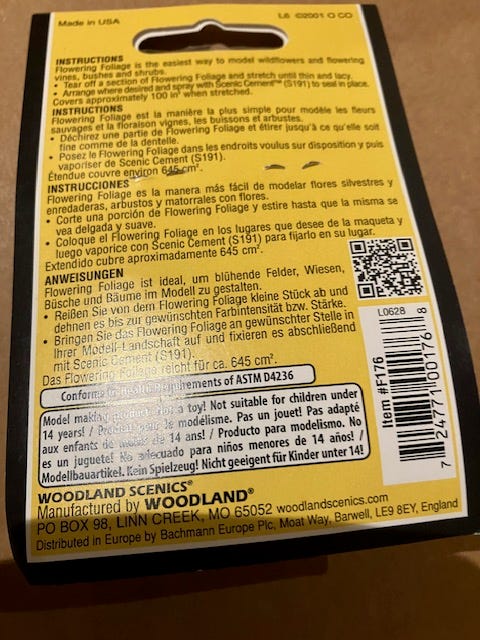 Made in USA
L6 ©2001 O CO
INSTRUCTIONS
Flowering Foliage is the easiest way to model wildflowers and flowering
vines, bushes and shrubs.
• Tear off a section of Flowering Foliage and stretch until thin and lacy.
• Arrange where desired and spray with Scenic Cement™ (S191) to seal in place.
Covers approximately 100 in² when stretched.
INSTRUCTIONS
Flowering Foliage est la manière la plus simple pour modèle les fleurs
sauvages et la floraison vignes, les buissons et arbustes.
• Déchirez une partie de Flowering Foliage et étirer jusqu'à ce qu'elle soit
fine comme de la dentelle.
• Posez le Flowering Foliage dans les endroits voulus sur disposition y puis
vaporiser de Scenic Cement (S191).
Étendue couvre environ 645 cm².
INSTRUCCIONES
Flowering Foliage es la manera más fácil de modelar flores silvestres y
enredaderas, arbustos y matorrales con flores.
• Corte una porción de Flowering Foliage y estire hasta que la misma se
vea delgada y suave.
• Coloque el Flowering Foliage en los lugares que desee de la maqueta y
luego vaporice con Scenic Cement (S191) para fijarlo en su lugar.
Extendido cubre aproximadamente 645 cm².
ANWEISUNGEN
Flowering Foliage ist ideal, um blühende Felder, Wiesen,
Büsche und Bäume im Modell zu gestalten.
• Reißen Sie von dem Flowering Foliage kleine Stück ab und
dehnen es bis zur gewünschten Farbintensität bzw. Stärke.
• Bringen Sie das Flowering Foliage an gewünschter Stelle in
Ihrer Modell-Landschaft auf und fixieren es abschließend
mit Scenic Cement (S191).
Das Flowering Foliage reicht für ca. 645 cm².
Conforms to Health Requirements of ASTM D4236
Model making product. Not a toy! Not suitable for children under
14 years! / Produit pour le modélisme. Pas un jouet! Pas adapté
aux enfants de moins de 14 ans! / Producto para modelismo. No
es un juguete! No adecuado para niños menores de 14 años! /
Modellbauartikel. Kein Spielzeug! Nicht geeignet für Kinder unter 14!
L0628
Item #F176
7 24771 00176 8
WOODLAND SCENICS®
Manufactured by WOODLAND®
PO BOX 98, LINN CREEK, MO 65052 woodlandscenics.com
Distributed in Europe by Bachmann Europe Plc, Moat Way, Barwell, LE9 8EY, England